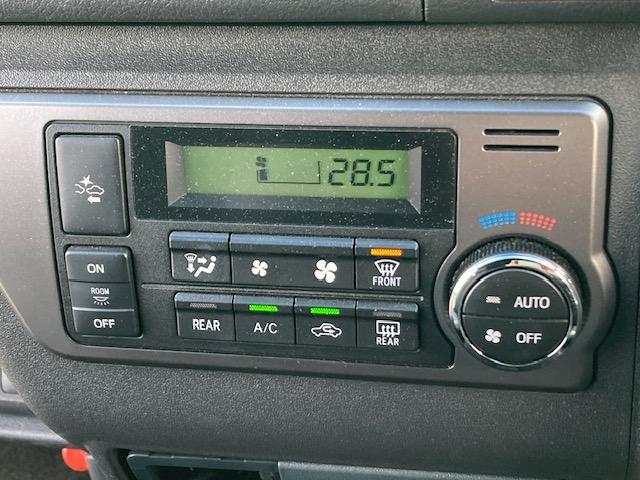 28.5
ON
ROOM
OFF
FRONT
REAR
A/C
REAR
AUTO
OFF